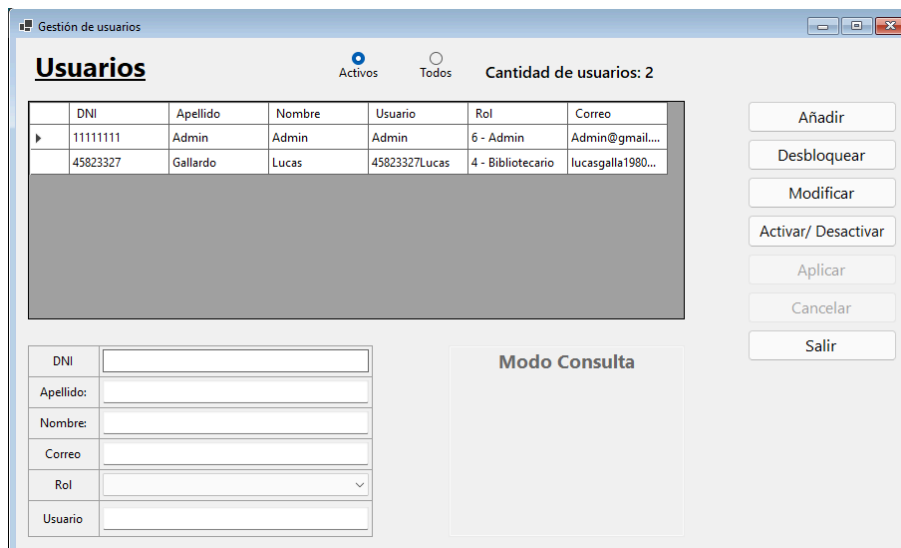 Gestión de usuarios
Usuarios
Activos
Todos
Cantidad de usuarios: 2
DNI Apellido Nombre Usuario Rol Correo
11111111 Admin Admin Admin 6 - Admin Admin@gmail....
45823327 Gallardo Lucas 45823327Lucas 4 - Bibliotecario lucasgalla1980...
Añadir
Desbloquear
Modificar
Activar/ Desactivar
Aplicar
Cancelar
Salir
DNI
Apellido:
Nombre:
Correo
Rol
Usuario
Modo Consulta